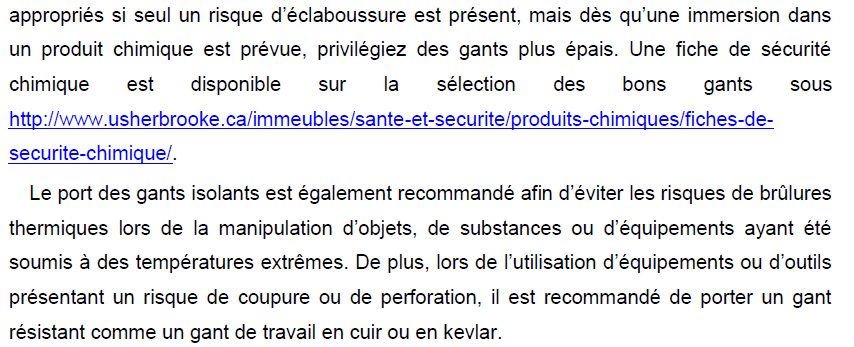 appropriés si seul un risque d’éclaboussure est présent, mais dès qu’une immersion dans
un produit chimique est prévue, privilégiez des gants plus épais. Une fiche de sécurité
chimique est disponible sur la sélection des bons gants sous
http://www.usherbrooke.ca/immeubles/sante-et-securite/produits-chimiques/fiches-de-
securite-chimique/.
Le port des gants isolants est également recommandé afin d’éviter les risques de brûlures
thermiques lors de la manipulation d’objets, de substances ou d’équipements ayant été
soumis à des températures extrêmes. De plus, lors de l’utilisation d’équipements ou d’outils
présentant un risque de coupure ou de perforation, il est recommandé de porter un gant
résistant comme un gant de travail en cuir ou en kevlar.